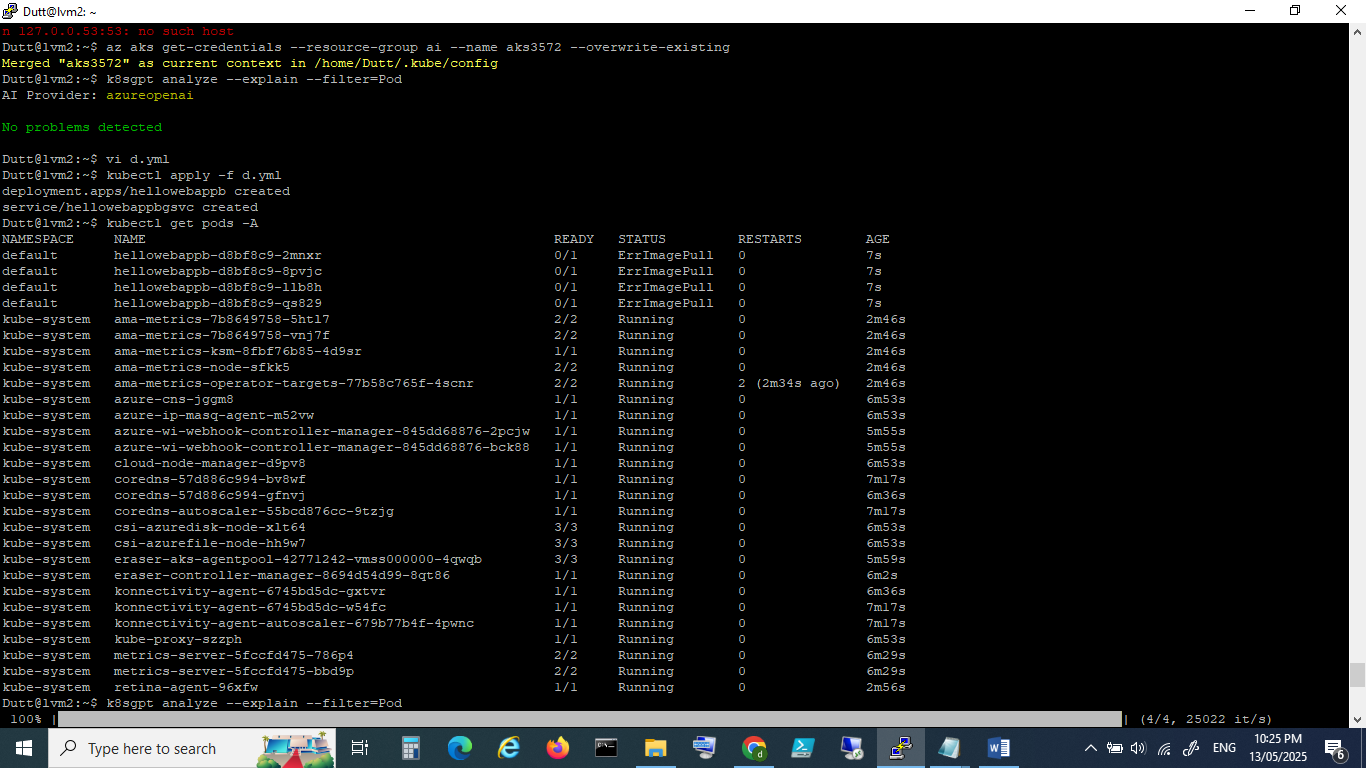 Dutt@lvm2: ~
n 127.0.0.53:53: no such host
Dutt@lvm2:~$ az aks get-credentials --resource-group ai --name aks3572 --overwrite-existing
Merged "aks3572" as current context in /home/Dutt/.kube/config
Dutt@lvm2:~$ k8sgpt analyze --explain --filter=Pod
AI Provider: azureopenai
No problems detected
Dutt@lvm2:~$ vi d.yml
Dutt@lvm2:~$ kubectl apply -f d.yml
deployment.apps/hellowebappb created
service/hellowebappbgsvc created
Dutt@lvm2:~$ kubectl get pods -A
NAMESPACE NAME READY STATUS RESTARTS AGE
default hellowebappb-d8bf8c9-2mnxr 0/1 ErrImagePull 0 7s
default hellowebappb-d8bf8c9-8pvjc 0/1 ErrImagePull 0 7s
default hellowebappb-d8bf8c9-llb8h 0/1 ErrImagePull 0 7s
default hellowebappb-d8bf8c9-qs829 0/1 ErrImagePull 0 7s
kube-system ama-metrics-7b8649758-5htl7 2/2 Running 0 2m46s
kube-system ama-metrics-7b8649758-vnj7f 2/2 Running 0 2m46s
kube-system ama-metrics-ksm-8fbf76b85-4d9sr 1/1 Running 0 2m46s
kube-system ama-metrics-node-sfkk5 2/2 Running 0 2m46s
kube-system ama-metrics-operator-targets-77b58c765f-4scnr 2/2 Running 2 (2m34s ago) 2m46s
kube-system azure-cns-jggm8 1/1 Running 0 6m53s
kube-system azure-ip-masq-agent-m52vw 1/1 Running 0 6m53s
kube-system azure-wi-webhook-controller-manager-845dd68876-2pcjw 1/1 Running 0 5m55s
kube-system azure-wi-webhook-controller-manager-845dd68876-bck88 1/1 Running 0 5m55s
kube-system cloud-node-manager-d9pv8 1/1 Running 0 6m53s
kube-system coredns-57d886c994-bv8wf 1/1 Running 0 7m17s
kube-system coredns-57d886c994-gfnvj 1/1 Running 0 6m36s
kube-system coredns-autoscaler-55bcd876cc-9tzjg 1/1 Running 0 7m17s
kube-system csi-azuredisk-node-xlt64 3/3 Running 0 6m53s
kube-system csi-azurefile-node-hh9w7 3/3 Running 0 6m53s
kube-system eraser-aks-agentpool-42771242-vmss000000-4qwqb 3/3 Running 0 5m59s
kube-system eraser-controller-manager-8694d54d99-8qt86 1/1 Running 0 6m2s
kube-system konnectivity-agent-6745bd5dc-gxtvr 1/1 Running 0 6m36s
kube-system konnectivity-agent-6745bd5dc-w54fc 1/1 Running 0 7m17s
kube-system konnectivity-agent-autoscaler-679b77b4f-4pwnc 1/1 Running 0 7m17s
kube-system kube-proxy-szzph 1/1 Running 0 6m53s
kube-system metrics-server-5fccfd475-786p4 2/2 Running 0 6m29s
kube-system metrics-server-5fccfd475-bbd9p 2/2 Running 0 6m29s
kube-system retina-agent-96xfw 1/1 Running 0 2m56s
Dutt@lvm2:~$ k8sgpt analyze --explain --filter=Pod
100% | | (4/4, 25022 it/s)
Type here to search
ENG
10:25 PM
13/05/2025
6